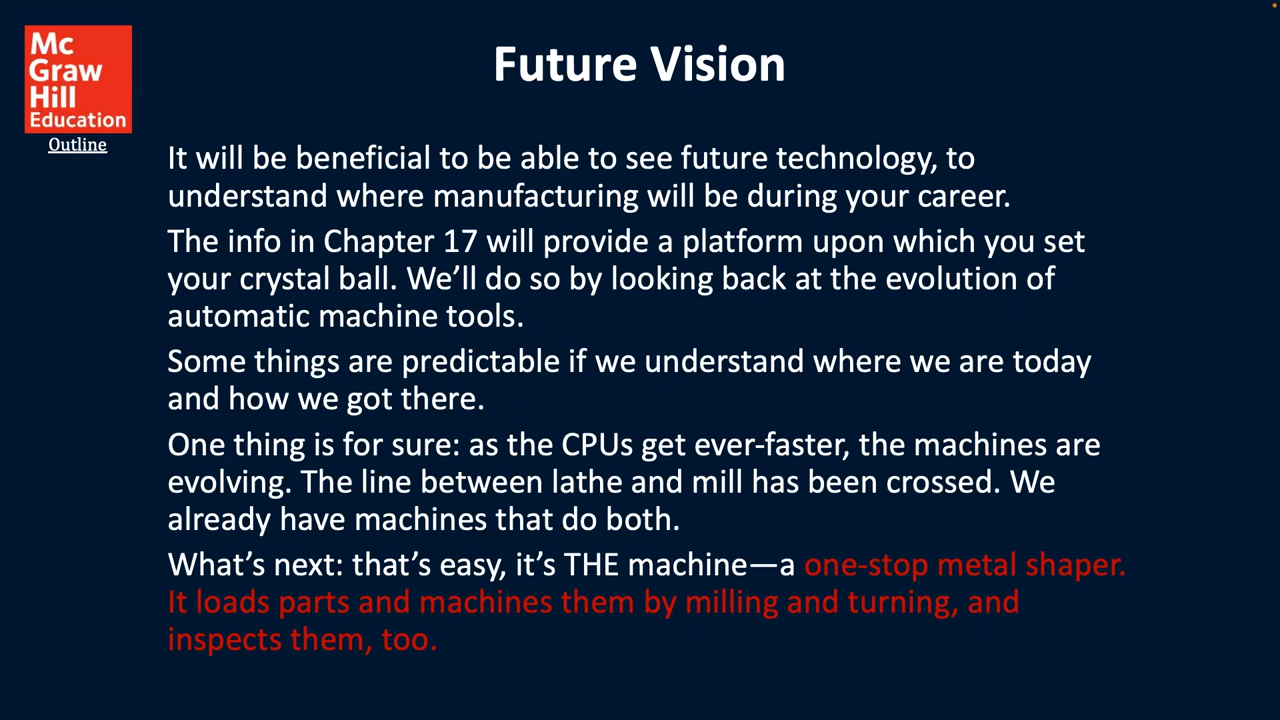 Mc
Graw
Hill
Education
Outline
Future Vision
It will be beneficial to be able to see future technology, to
understand where manufacturing will be during your career.
The info in Chapter 17 will provide a platform upon which you set
your crystal ball. We’ll do so by looking back at the evolution of
automatic machine tools.
Some things are predictable if we understand where we are today
and how we got there.
One thing is for sure: as the CPUs get ever-faster, the machines are
evolving. The line between lathe and mill has been crossed. We
already have machines that do both.
What’s next: that’s easy, it’s THE machine—a one-stop metal shaper.
It loads parts and machines them by milling and turning, and
inspects them, too.